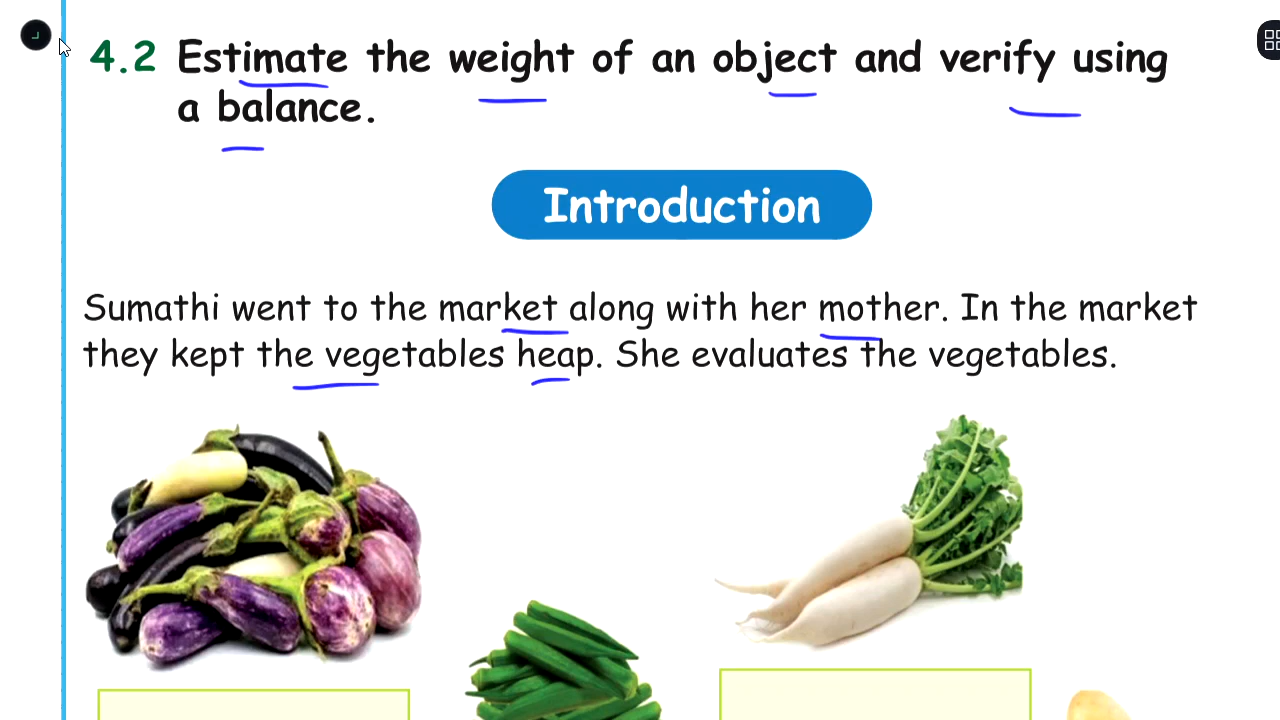 4.2 Estimate the weight of an object and verify using
a balance.
Introduction
Sumathi went to the market along with her mother. In the market
they kept the vegetables heap. She evaluates the vegetables.